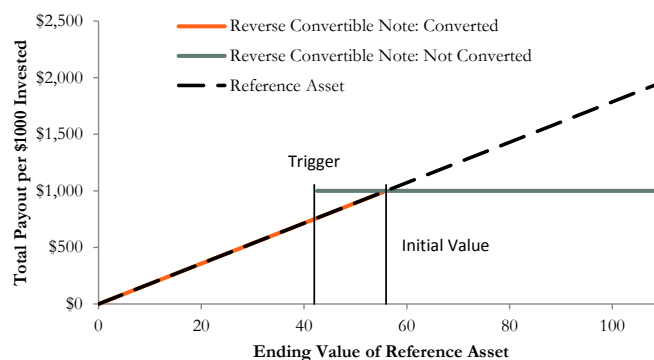 $2,500
$2,000
$1,500
$1,000
$500
$0
Total Payout per $1000 Invested
Reverse Convertible Note: Converted
Reverse Convertible Note: Not Converted
Reference Asset
Trigger
Initial Value
0 20 40 60 80 100
Ending Value of Reference Asset